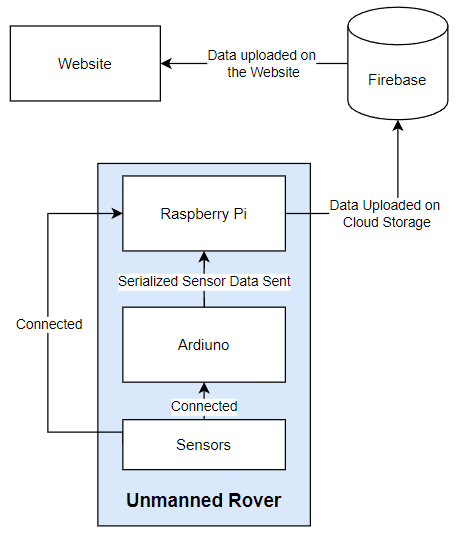 Website
Data uploaded on
the Website
Firebase
Raspberry Pi
Data Uploaded on
Cloud Storage
Serialized Sensor Data Sent
Connected
Ardiuno
Connected
Sensors
Unmanned Rover